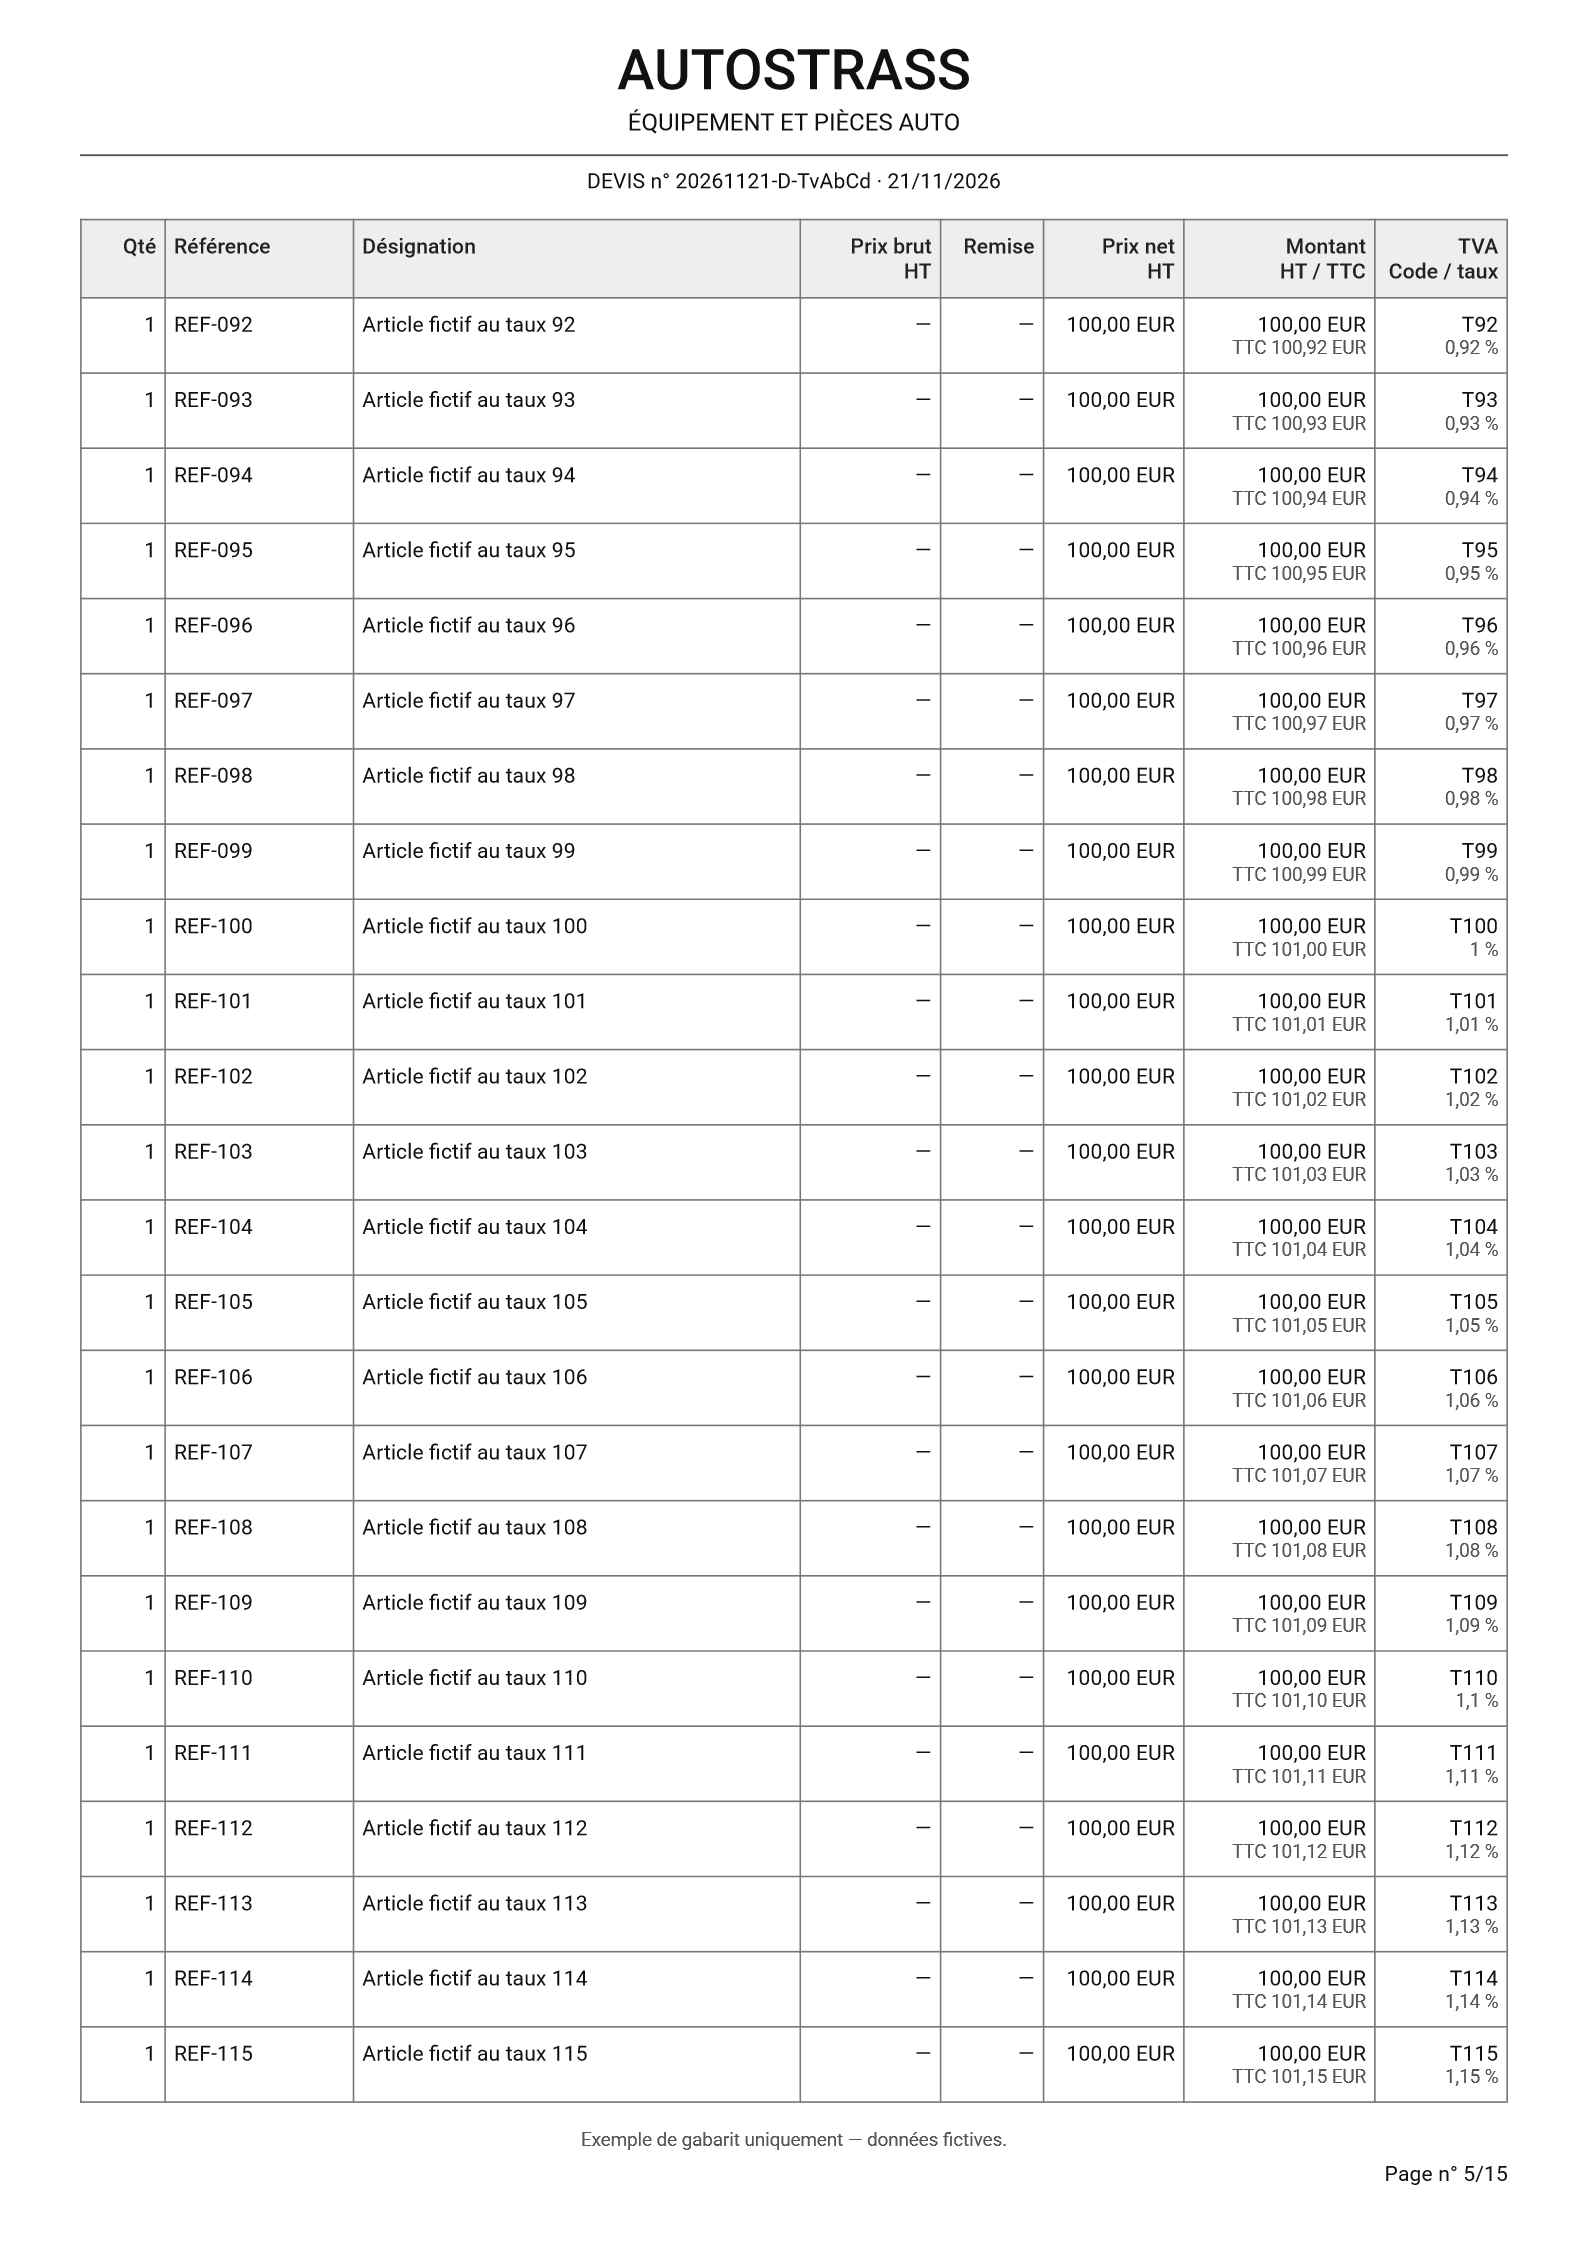 AUTOSTRASS
ÉQUIPEMENT ET PIÈCES AUTO
DEVIS n° 20261121-D-TvAbCd · 21/11/2026
Qté Référence Désignation Prix brut HT Remise Prix net HT Montant HT / TTC TVA Code / taux
1 REF-092 Article fictif au taux 92 — — 100,00 EUR 100,00 EUR T92
TTC 100,92 EUR 0,92 %
1 REF-093 Article fictif au taux 93 — — 100,00 EUR 100,00 EUR T93
TTC 100,93 EUR 0,93 %
1 REF-094 Article fictif au taux 94 — — 100,00 EUR 100,00 EUR T94
TTC 100,94 EUR 0,94 %
1 REF-095 Article fictif au taux 95 — — 100,00 EUR 100,00 EUR T95
TTC 100,95 EUR 0,95 %
1 REF-096 Article fictif au taux 96 — — 100,00 EUR 100,00 EUR T96
TTC 100,96 EUR 0,96 %
1 REF-097 Article fictif au taux 97 — — 100,00 EUR 100,00 EUR T97
TTC 100,97 EUR 0,97 %
1 REF-098 Article fictif au taux 98 — — 100,00 EUR 100,00 EUR T98
TTC 100,98 EUR 0,98 %
1 REF-099 Article fictif au taux 99 — — 100,00 EUR 100,00 EUR T99
TTC 100,99 EUR 0,99 %
1 REF-100 Article fictif au taux 100 — — 100,00 EUR 100,00 EUR T100
TTC 101,00 EUR 1 %
1 REF-101 Article fictif au taux 101 — — 100,00 EUR 100,00 EUR T101
TTC 101,01 EUR 1,01 %
1 REF-102 Article fictif au taux 102 — — 100,00 EUR 100,00 EUR T102
TTC 101,02 EUR 1,02 %
1 REF-103 Article fictif au taux 103 — — 100,00 EUR 100,00 EUR T103
TTC 101,03 EUR 1,03 %
1 REF-104 Article fictif au taux 104 — — 100,00 EUR 100,00 EUR T104
TTC 101,04 EUR 1,04 %
1 REF-105 Article fictif au taux 105 — — 100,00 EUR 100,00 EUR T105
TTC 101,05 EUR 1,05 %
1 REF-106 Article fictif au taux 106 — — 100,00 EUR 100,00 EUR T106
TTC 101,06 EUR 1,06 %
1 REF-107 Article fictif au taux 107 — — 100,00 EUR 100,00 EUR T107
TTC 101,07 EUR 1,07 %
1 REF-108 Article fictif au taux 108 — — 100,00 EUR 100,00 EUR T108
TTC 101,08 EUR 1,08 %
1 REF-109 Article fictif au taux 109 — — 100,00 EUR 100,00 EUR T109
TTC 101,09 EUR 1,09 %
1 REF-110 Article fictif au taux 110 — — 100,00 EUR 100,00 EUR T110
TTC 101,10 EUR 1,1 %
1 REF-111 Article fictif au taux 111 — — 100,00 EUR 100,00 EUR T111
TTC 101,11 EUR 1,11 %
1 REF-112 Article fictif au taux 112 — — 100,00 EUR 100,00 EUR T112
TTC 101,12 EUR 1,12 %
1 REF-113 Article fictif au taux 113 — — 100,00 EUR 100,00 EUR T113
TTC 101,13 EUR 1,13 %
1 REF-114 Article fictif au taux 114 — — 100,00 EUR 100,00 EUR T114
TTC 101,14 EUR 1,14 %
1 REF-115 Article fictif au taux 115 — — 100,00 EUR 100,00 EUR T115
TTC 101,15 EUR 1,15 %
Exemple de gabarit uniquement — données fictives.
Page n° 5/15